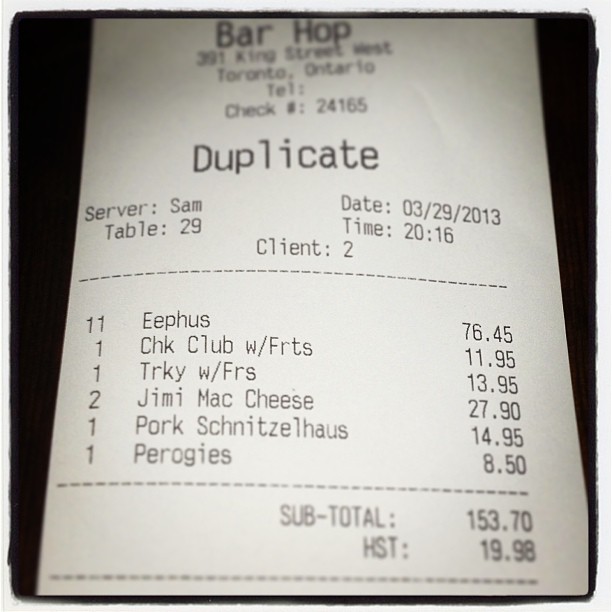 Bar Hop
391 King Street West
Toronto, Ontario
Tel:
Check #: 24165
Duplicate
Server: Sam Date: 03/29/2013
Table: 29 Time: 20:16
Client: 2
11 Eephus 76.45
1 Chk Club w/Frts 11.95
1 Trky w/Frs 13.95
2 Jimi Mac Cheese 27.90
1 Pork Schnitzelhaus 14.95
1 Perogies 8.50
SUB-TOTAL: 153.70
HST: 19.98